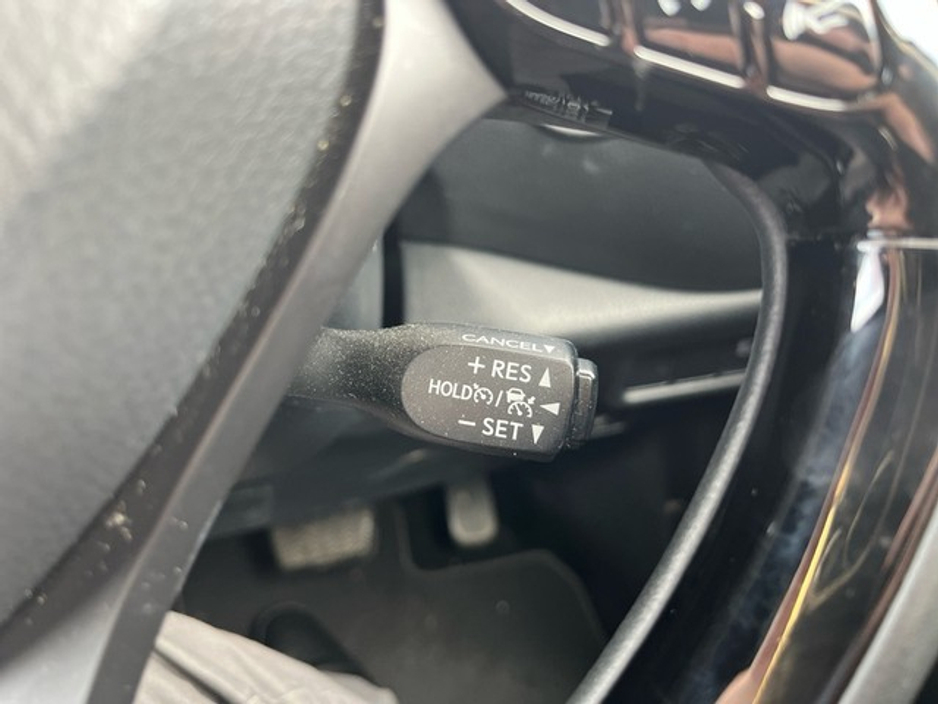 CANCEL▼
+ RES ▲
HOLD / ◀
− SET ▼